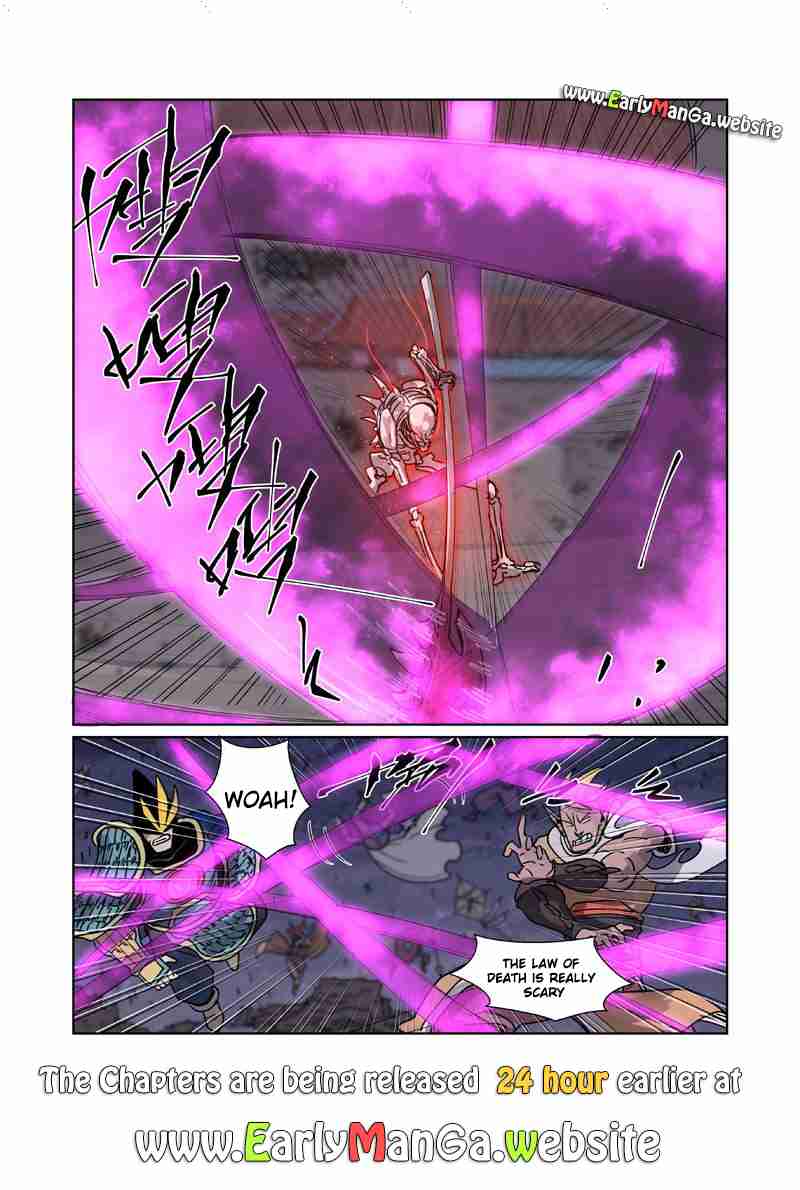 www.EarlyManGa.website
WOAH!
THE LAW OF
DEATH IS REALLY
SCARY
The Chapters are being released 24 hour earlier at
www.EarlyManGa.website